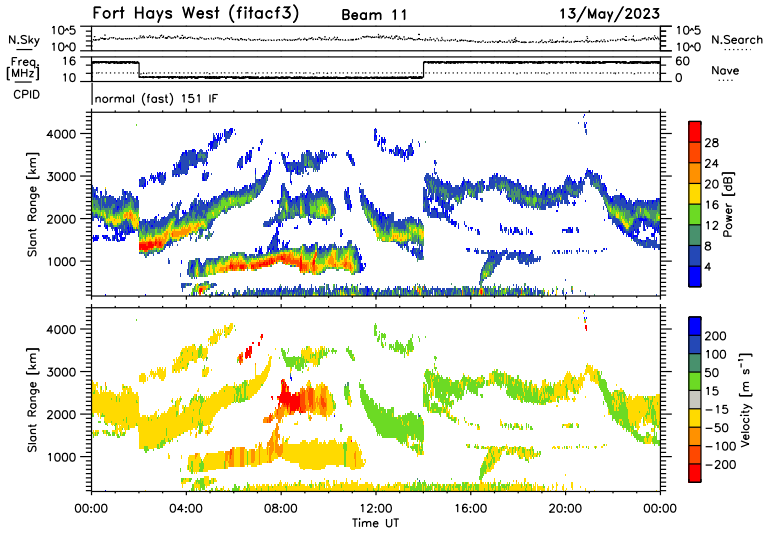 Fort Hays West (fitacf3) Beam 11 13/May/2023
N.Sky 10^5 10^0 10^5 10^0 N.Search
Freq. [MHz] 16 10 60 0 Nave
CPID normal (fast) 151 IF
Slant Range [km]
4000
3000
2000
1000
Power [dB]
28
24
20
16
12
8
4
Slant Range [km]
4000
3000
2000
1000
Velocity [m s⁻¹]
200
100
50
15
−15
−50
−100
−200
00:00 04:00 08:00 12:00 16:00 20:00 00:00
Time UT